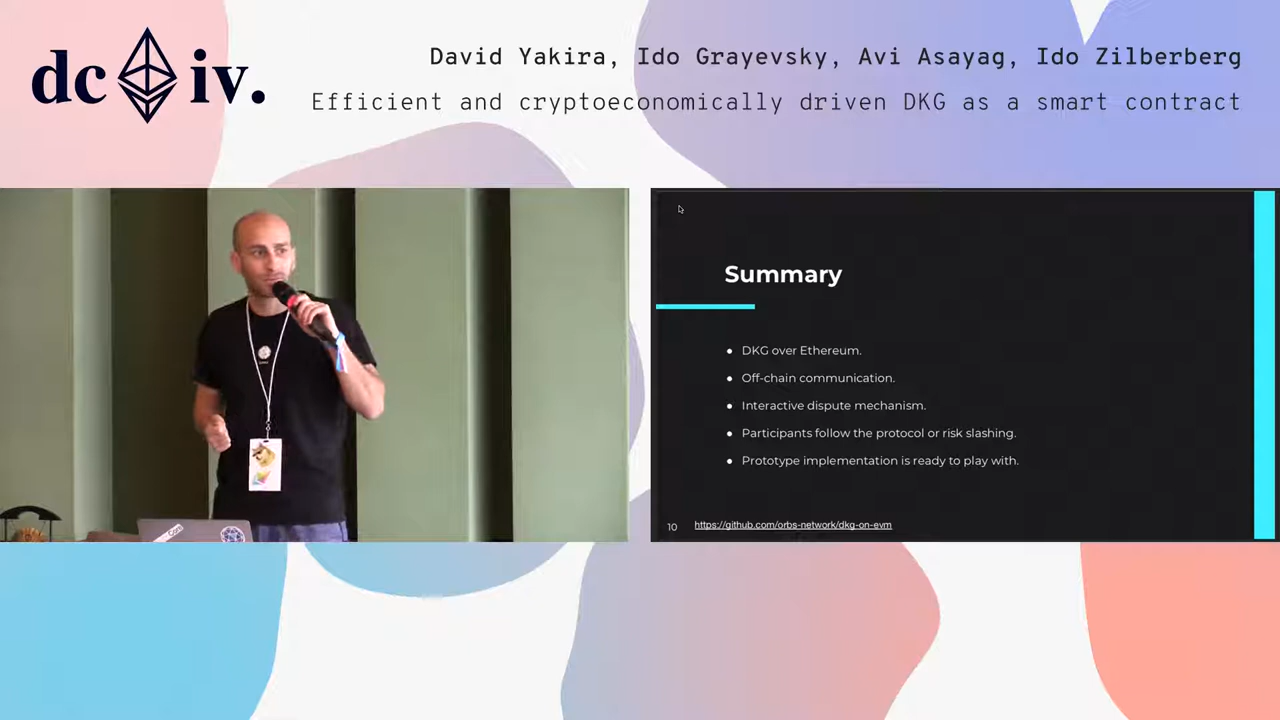 dc iv.
David Yakira, Ido Grayevsky, Avi Asayag, Ido Zilberberg
Efficient and cryptoeconomically driven DKG as a smart contract
Summary
● DKG over Ethereum.
● Off-chain communication.
● Interactive dispute mechanism.
● Participants follow the protocol or risk slashing.
● Prototype implementation is ready to play with.
10 https://github.com/orbs-network/dkg-on-evm